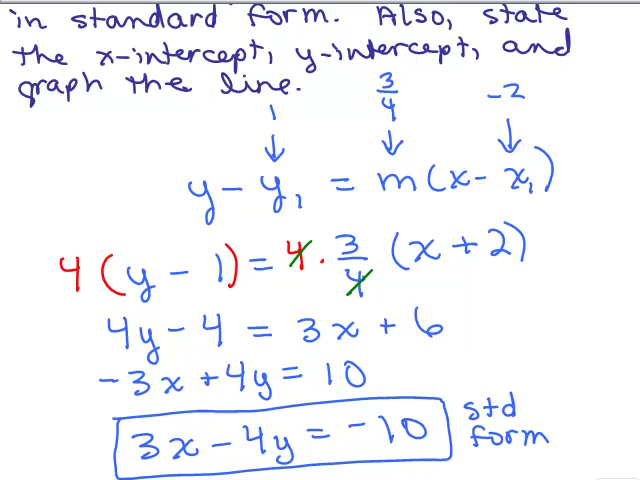 in standard form. Also, state
the x-intercept, y-intercept, and
graph the line.
1 3/4 -2
↓ ↓ ↓
y - y₁ = m(x - x₁)
4(y - 1) = 4 · 3/4 (x + 2)
4y - 4 = 3x + 6
-3x + 4y = 10
3x - 4y = -10 std form